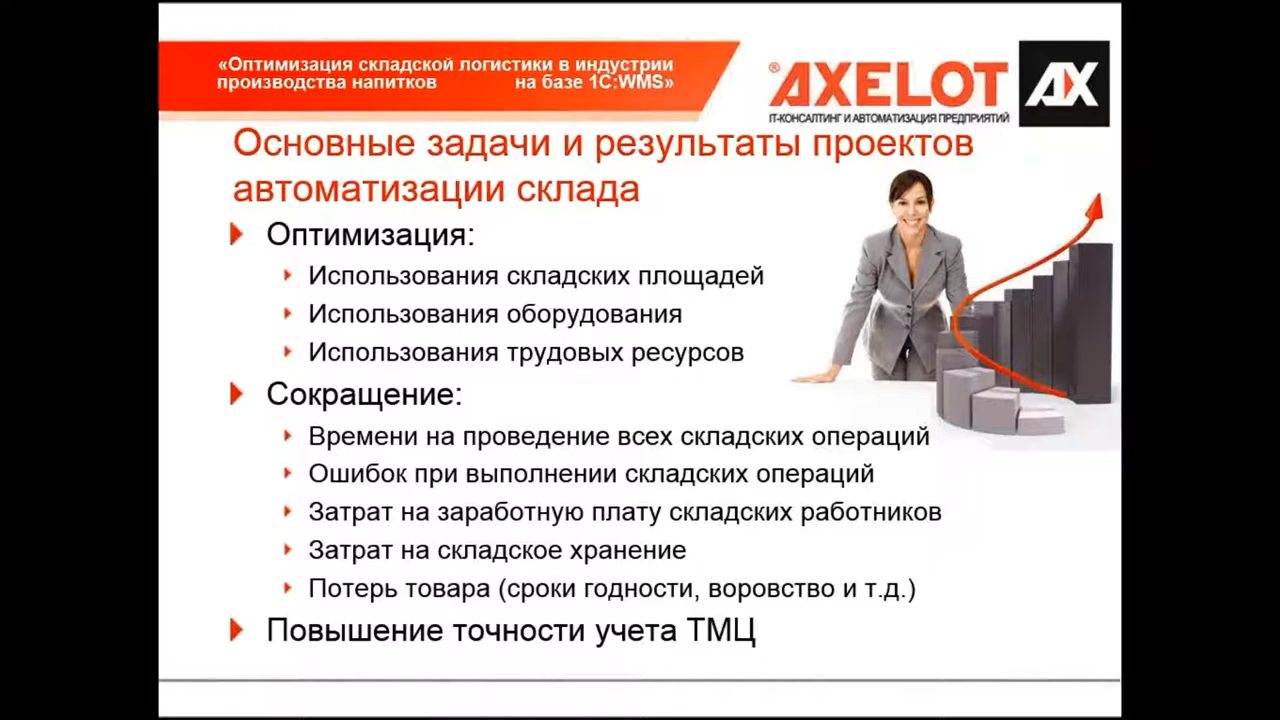 «Оптимизация складской логистики в индустрии
производства напитков на базе 1С:WMS»
®AXELOT AX
IT-КОНСАЛТИНГ И АВТОМАТИЗАЦИЯ ПРЕДПРИЯТИЙ
Основные задачи и результаты проектов
автоматизации склада
Оптимизация:
Использования складских площадей
Использования оборудования
Использования трудовых ресурсов
Сокращение:
Времени на проведение всех складских операций
Ошибок при выполнении складских операций
Затрат на заработную плату складских работников
Затрат на складское хранение
Потерь товара (сроки годности, воровство и т.д.)
Повышение точности учета ТМЦ